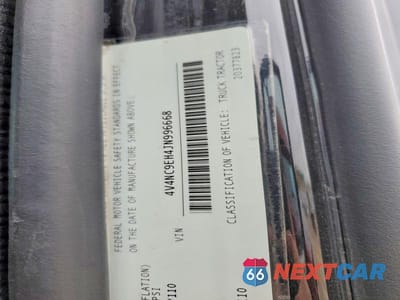 FEDERAL MOTOR VEHICLE SAFETY STANDARDS IN EFFECT
ON THE DATE OF MANUFACTURE SHOWN ABOVE.
4V4NC9EH4JN996668
VIN
CLASSIFICATION OF VEHICLE: TRUCK TRACTOR
20377823
FLATION)
PSI
110
10
66
NEXTCAR